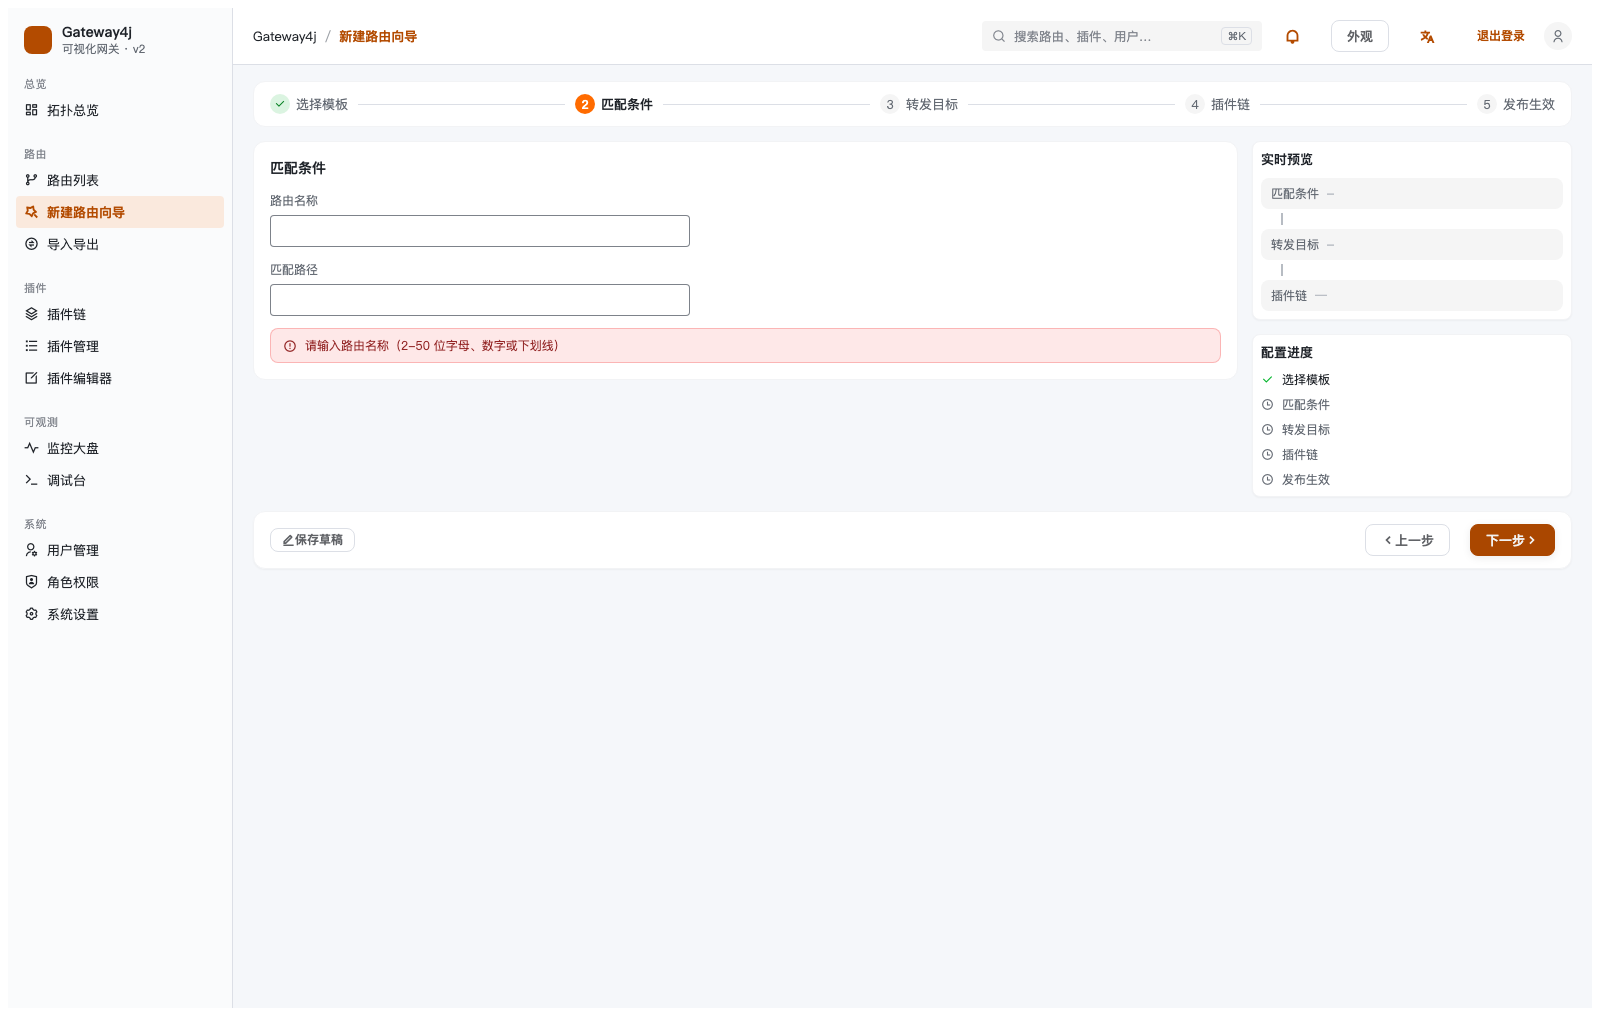 Gateway4j
可视化网关 · v2
总览
拓扑总览
路由
路由列表
新建路由向导
导入导出
插件
插件链
插件管理
插件编辑器
可观测
监控大盘
调试台
系统
用户管理
角色权限
系统设置
Gateway4j / 新建路由向导
搜索路由、插件、用户... ⌘K
外观
退出登录
选择模板
2 匹配条件
3 转发目标
4 插件链
5 发布生效
匹配条件
路由名称
匹配路径
请输入路由名称（2–50 位字母、数字或下划线）
实时预览
匹配条件 –
转发目标 –
插件链 —
配置进度
选择模板
匹配条件
转发目标
插件链
发布生效
保存草稿
上一步
下一步